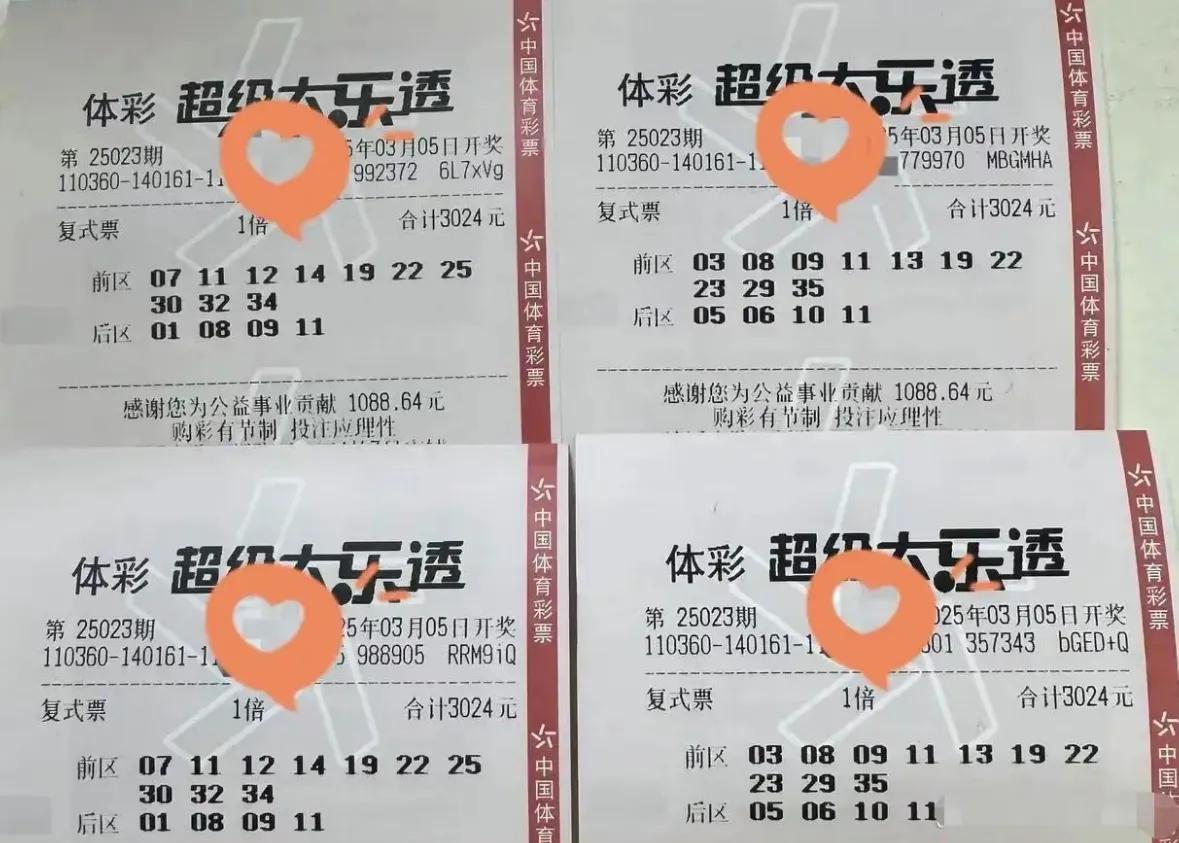 体彩 超级大乐透
第 25023期 5年03月05日开奖
110360-140161-11 992372 6L7xVg
复式票 1倍 合计3024元
前区 07 11 12 14 19 22 25
30 32 34
后区 01 08 09 11
感谢您为公益事业贡献 1088.64元
购彩有节制 投注应理性
中国体育彩票
中国体育彩票
体彩 超级大乐透
第 25023期 5年03月05日开奖
110360-140161-1 779970 MBGMHA
复式票 1倍 合计3024元
前区 03 08 09 11 13 19 22
23 29 35
后区 05 06 10 11
感谢您为公益事业贡献 1088.64元
购彩有节制 投注应理性
中国体育彩票
中国体育彩票
体彩 超级大乐透
第 25023期 25年03月05日开奖
110360-140161-1 988905 RRM9iQ
复式票 1倍 合计3024元
前区 07 11 12 14 19 22 25
30 32 34
后区 01 08 09 11
中国体育彩票
中国体育
体彩 超级大乐透
第 25023期 025年03月05日开奖
110360-140161-1 601 357343 bGED+Q
复式票 1倍 合计3024元
前区 03 08 09 11 13 19 22
23 29 35
后区 05 06 10 11
中国体育彩票
中国